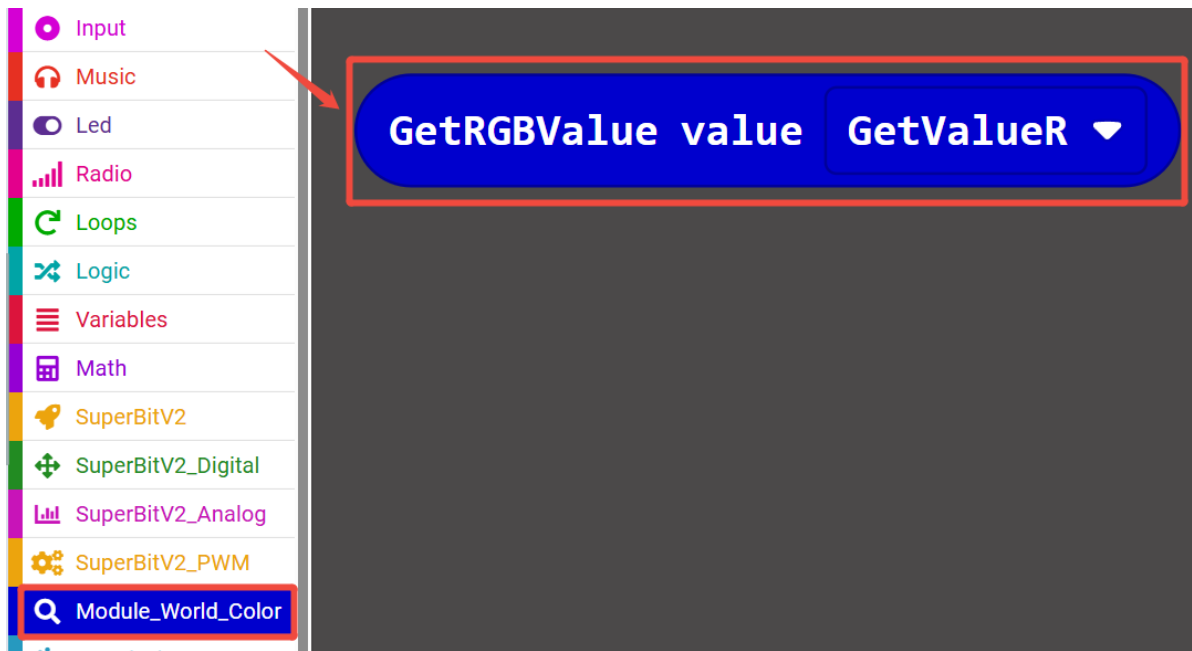 Input
Music
Led
Radio
Loops
Logic
Variables
Math
SuperBitV2
SuperBitV2_Digital
SuperBitV2_Analog
SuperBitV2_PWM
Module_World_Color
GetRGBValue value GetValueR